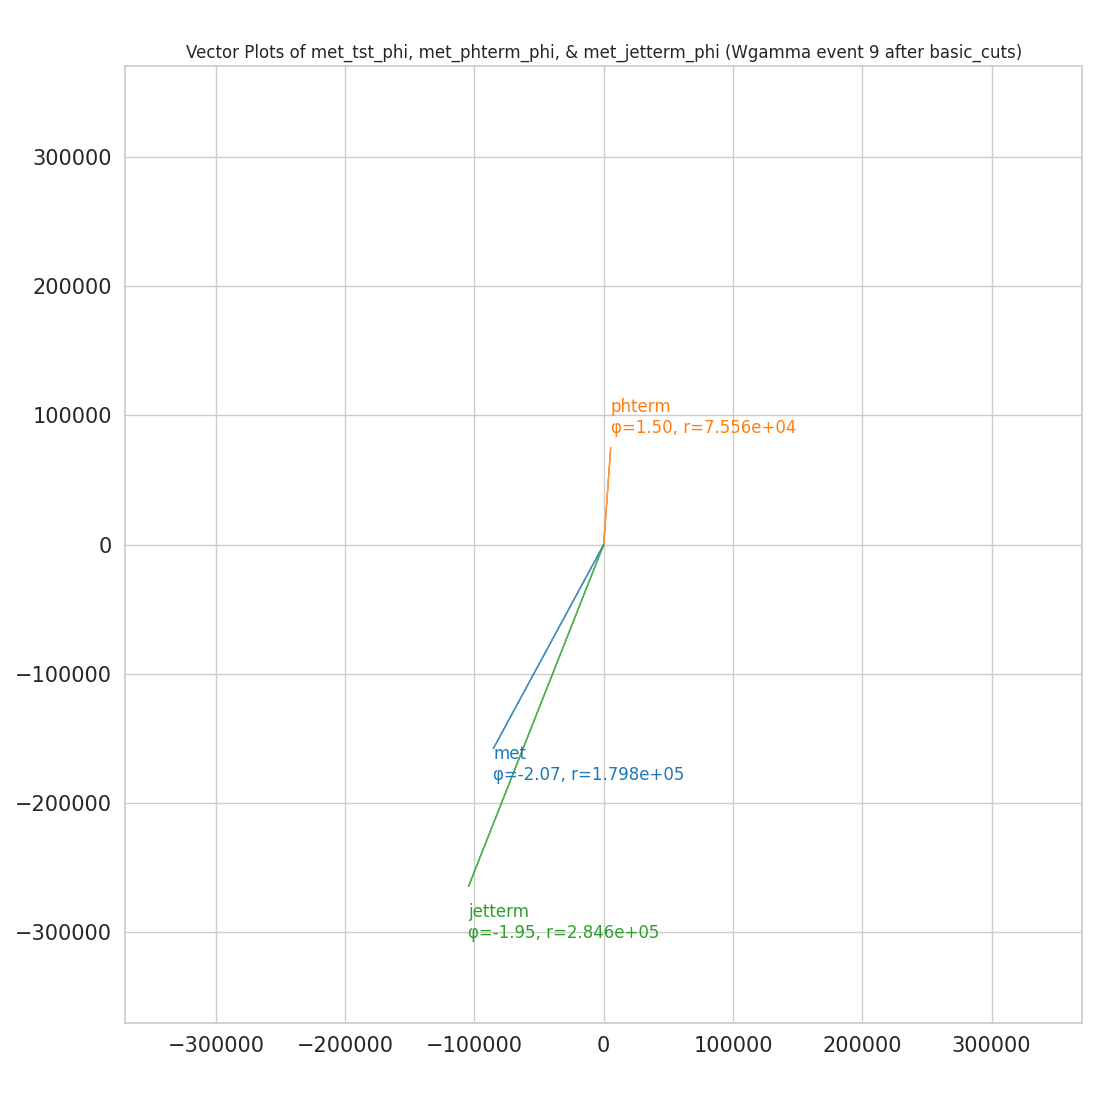 Vector Plots of met_tst_phi, met_phterm_phi, & met_jetterm_phi (Wgamma event 9 after basic_cuts)
300000
200000
100000
phterm
φ=1.50, r=7.556e+04
0
−100000
met
φ=-2.07, r=1.798e+05
−200000
jetterm
φ=-1.95, r=2.846e+05
−300000
−300000 −200000 −100000 0 100000 200000 300000